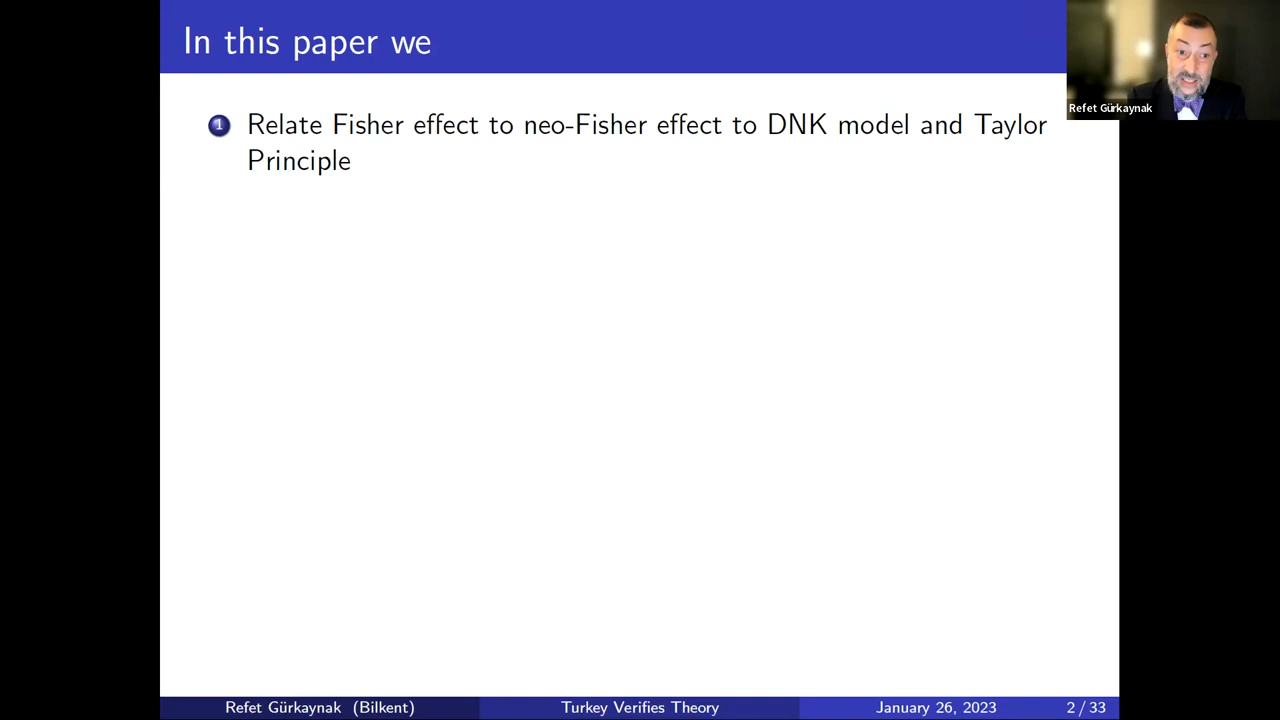 In this paper we
Refet Gürkaynak
1 Relate Fisher effect to neo-Fisher effect to DNK model and Taylor
Principle
Refet Gürkaynak (Bilkent) Turkey Verifies Theory January 26, 2023 2 / 33